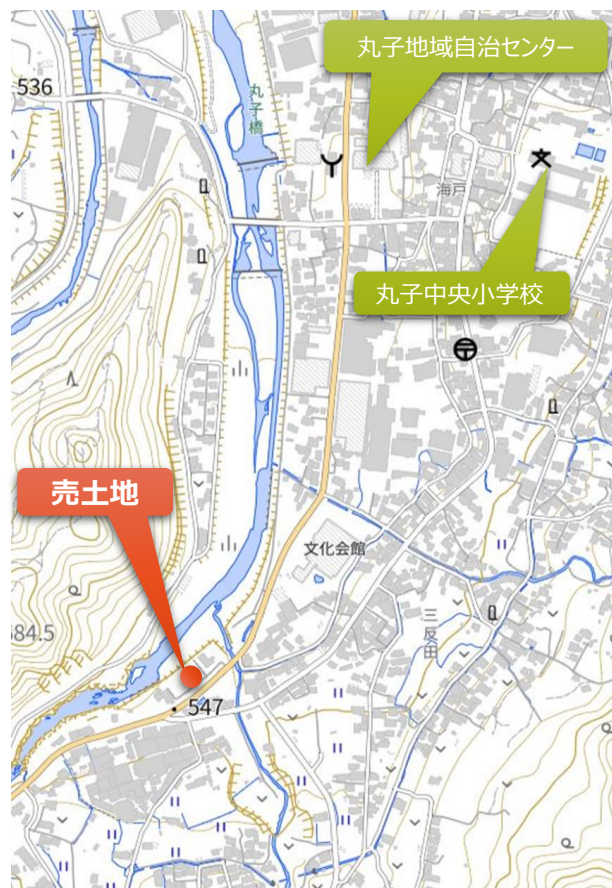 丸子地域自治センター
536
丸子橋
海戸
丸子中央小学校
売土地
文化会館
三反田
84.5
547